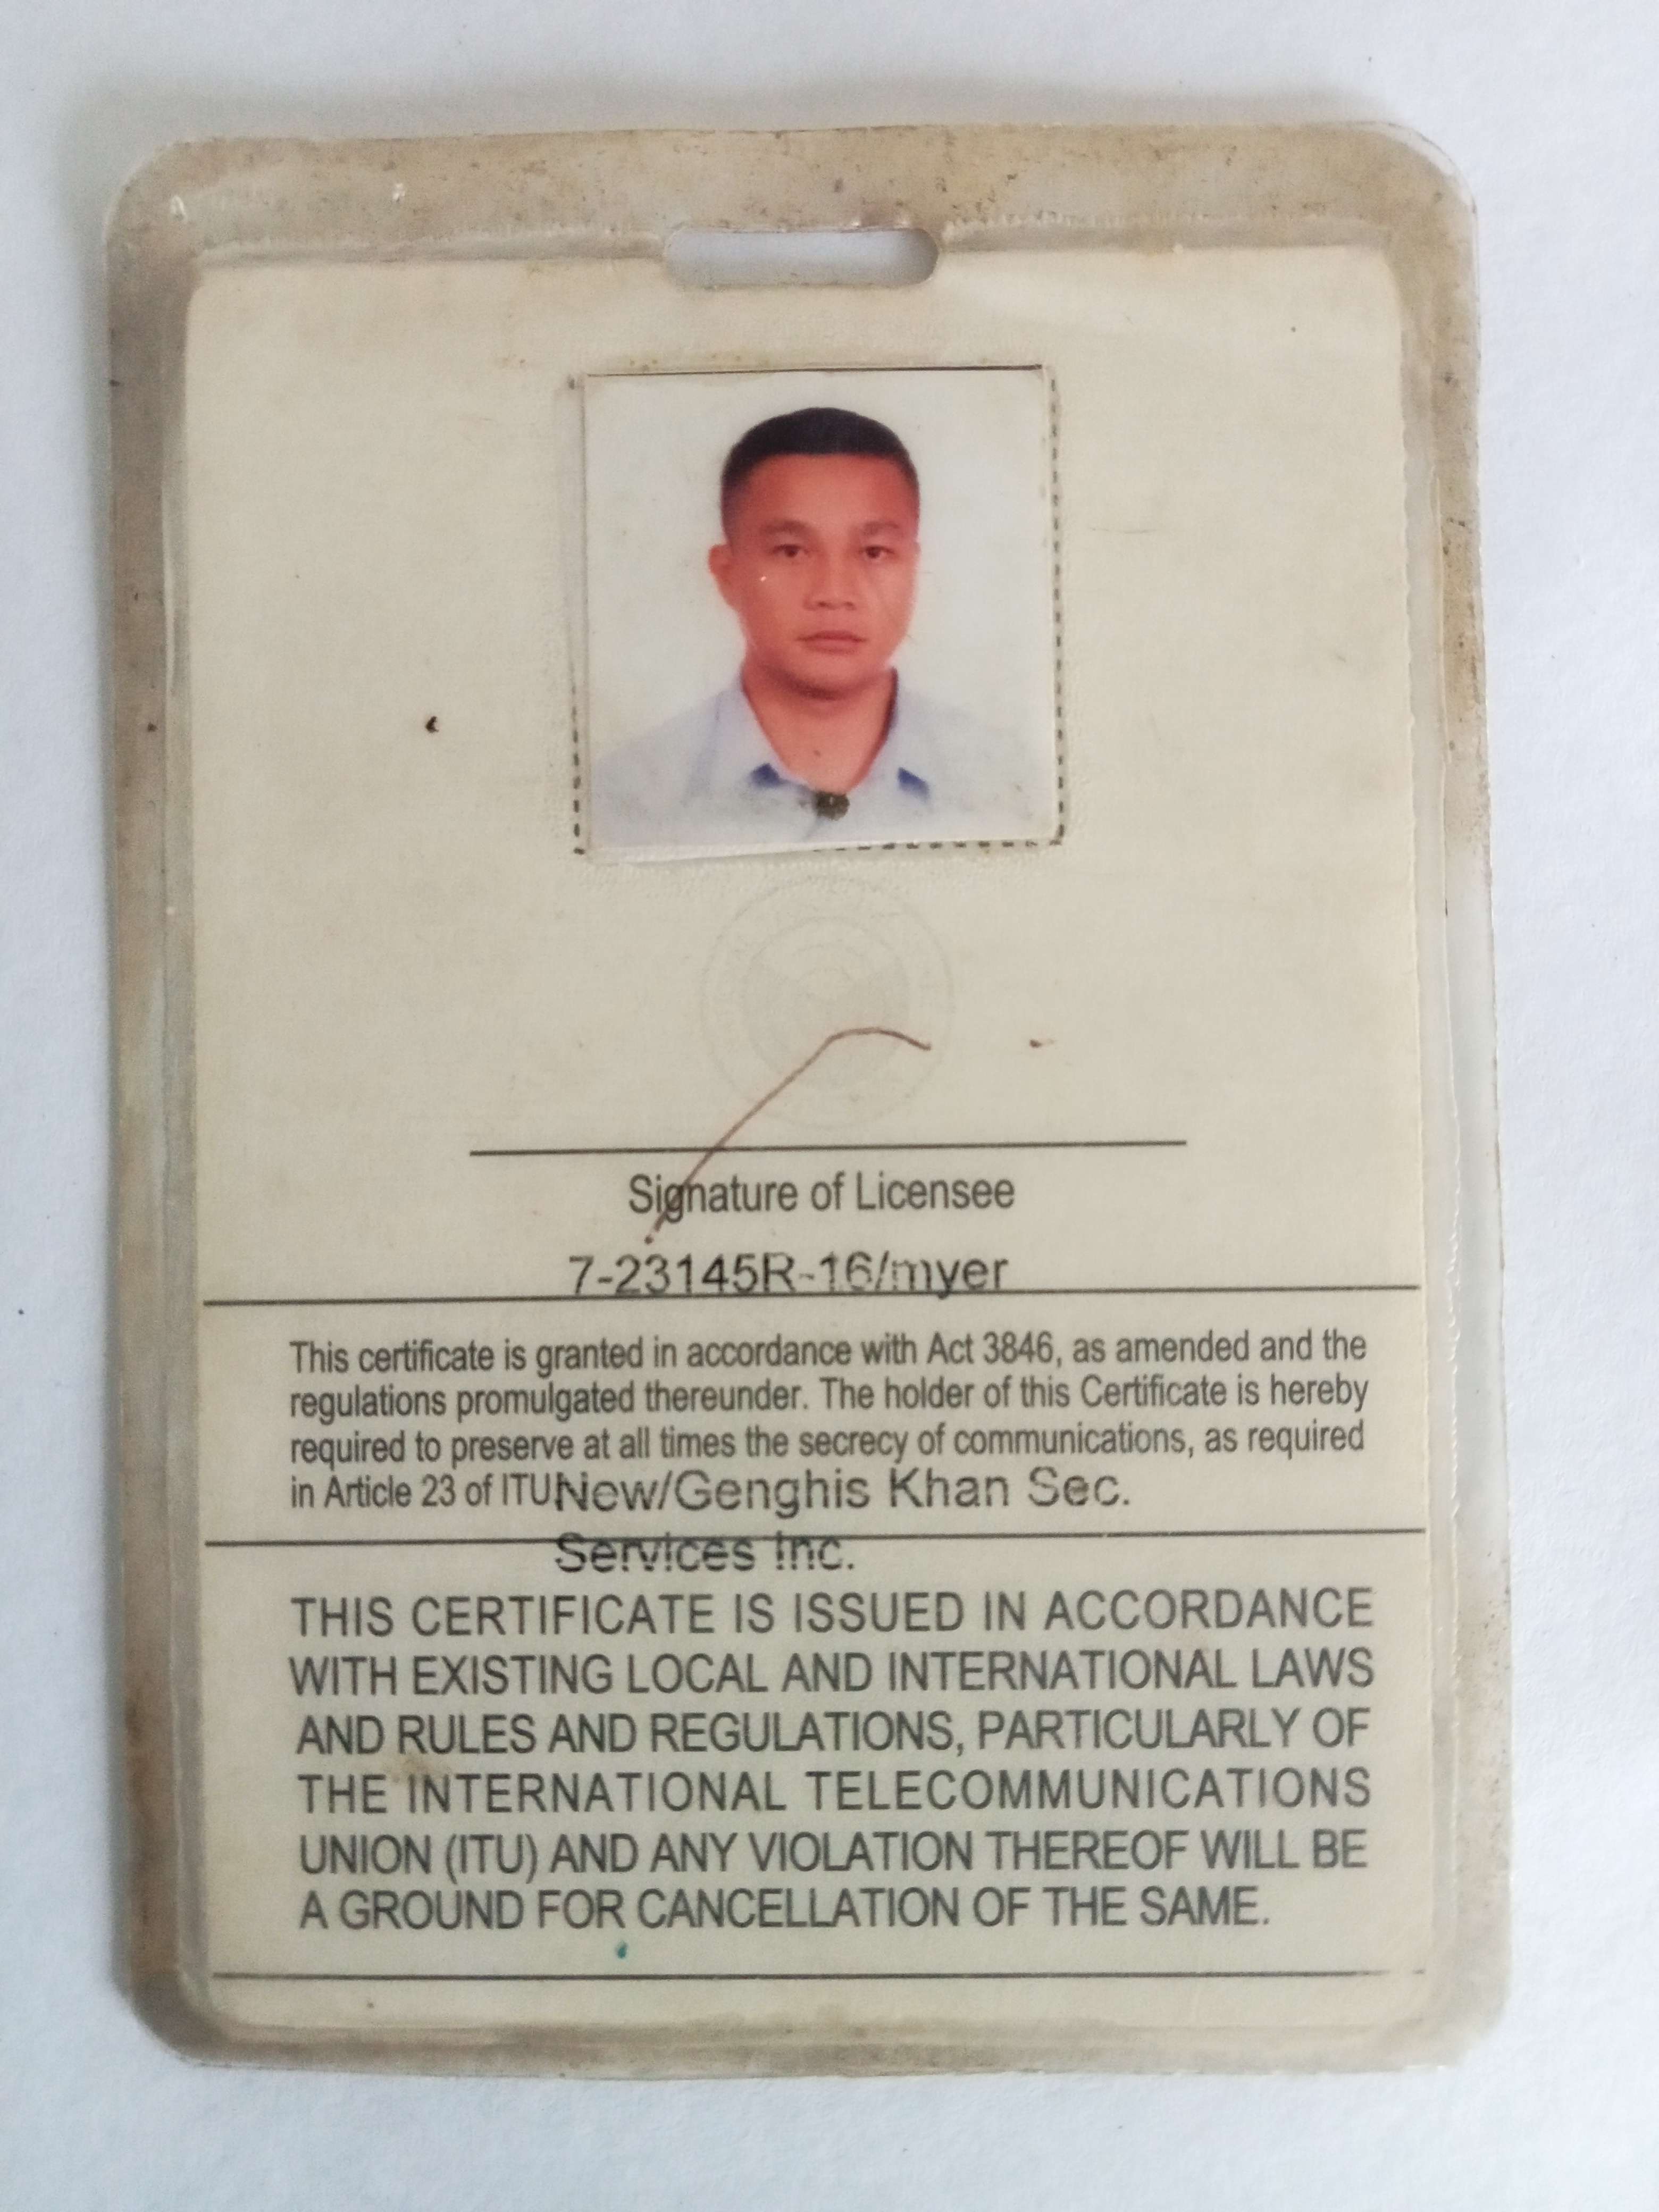 Signature of Licensee
7-23145R-16/myer
This certificate is granted in accordance with Act 3846, as amended and the
regulations promulgated thereunder. The holder of this Certificate is hereby
required to preserve at all times the secrecy of communications, as required
in Article 23 of ITU
New/Genghis Khan Sec.
Services Inc.
THIS CERTIFICATE IS ISSUED IN ACCORDANCE
WITH EXISTING LOCAL AND INTERNATIONAL LAWS
AND RULES AND REGULATIONS, PARTICULARLY OF
THE INTERNATIONAL TELECOMMUNICATIONS
UNION (ITU) AND ANY VIOLATION THEREOF WILL BE
A GROUND FOR CANCELLATION OF THE SAME.